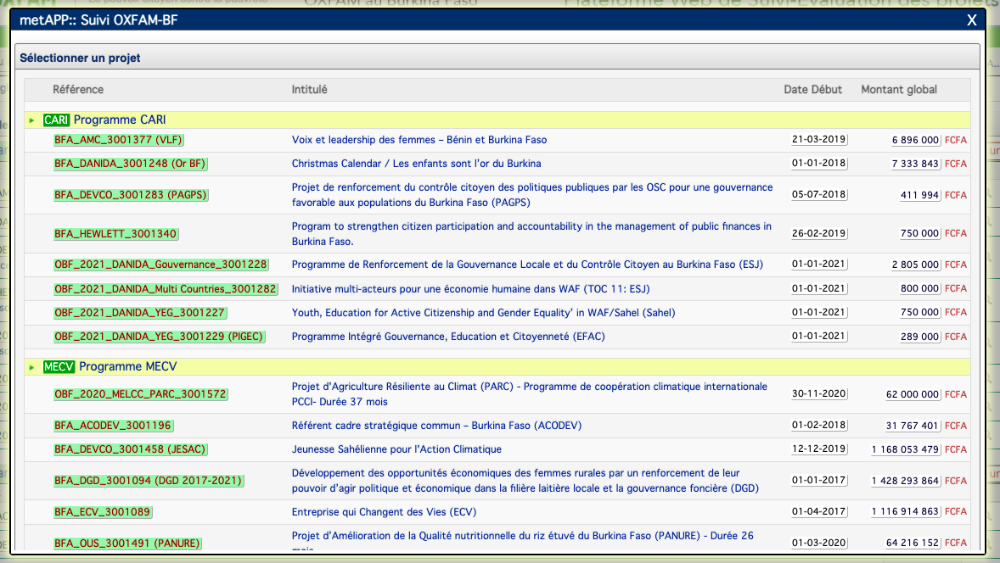 OXFAM au Burkina Faso
Plateforme Web de Suivi-Evaluation des projets
metAPP:: Suivi OXFAM-BF X
Sélectionner un projet
Référence Intitulé Date Début Montant global
CARI Programme CARI
BFA_AMC_3001377 (VLF) Voix et leadership des femmes – Bénin et Burkina Faso 21-03-2019 6 896 000 FCFA
BFA_DANIDA_3001248 (Or BF) Christmas Calendar / Les enfants sont l'or du Burkina 01-01-2018 7 333 843 FCFA
BFA_DEVCO_3001283 (PAGPS) Projet de renforcement du contrôle citoyen des politiques publiques par les OSC pour une gouvernance 05-07-2018 411 994 FCFA
favorable aux populations du Burkina Faso (PAGPS)
BFA_HEWLETT_3001340 Program to strengthen citizen participation and accountability in the management of public finances in 26-02-2019 750 000 FCFA
Burkina Faso.
OBF_2021_DANIDA_Gouvernance_3001228 Programme de Renforcement de la Gouvernance Locale et du Contrôle Citoyen au Burkina Faso (ESJ) 01-01-2021 2 805 000 FCFA
OBF_2021_DANIDA_Multi Countries_3001282 Initiative multi-acteurs pour une économie humaine dans WAF (TOC 11: ESJ) 01-01-2021 800 000 FCFA
OBF_2021_DANIDA_YEG_3001227 Youth, Education for Active Citizenship and Gender Equality' in WAF/Sahel (Sahel) 01-01-2021 750 000 FCFA
OBF_2021_DANIDA_YEG_3001229 (PIGEC) Programme Intégré Gouvernance, Education et Citoyenneté (EFAC) 01-01-2021 289 000 FCFA
MECV Programme MECV
OBF_2020_MELCC_PARC_3001572 Projet d'Agriculture Résiliente au Climat (PARC) - Programme de coopération climatique internationale 30-11-2020 62 000 000 FCFA
PCCI- Durée 37 mois
BFA_ACODEV_3001196 Référent cadre stratégique commun – Burkina Faso (ACODEV) 01-02-2018 31 767 401 FCFA
BFA_DEVCO_3001458 (JESAC) Jeunesse Sahélienne pour l'Action Climatique 12-12-2019 1 168 053 479 FCFA
BFA_DGD_3001094 (DGD 2017-2021) Développement des opportunités économiques des femmes rurales par un renforcement de leur 01-01-2017 1 428 293 864 FCFA
pouvoir d'agir politique et économique dans la filière laitière locale et la gouvernance foncière (DGD)
BFA_ECV_3001089 Entreprise qui Changent des Vies (ECV) 01-04-2017 1 116 914 863 FCFA
BFA_OUS_3001491 (PANURE) Projet d'Amélioration de la Qualité nutritionnelle du riz étuvé du Burkina Faso (PANURE) - Durée 26 01-03-2020 64 216 152 FCFA